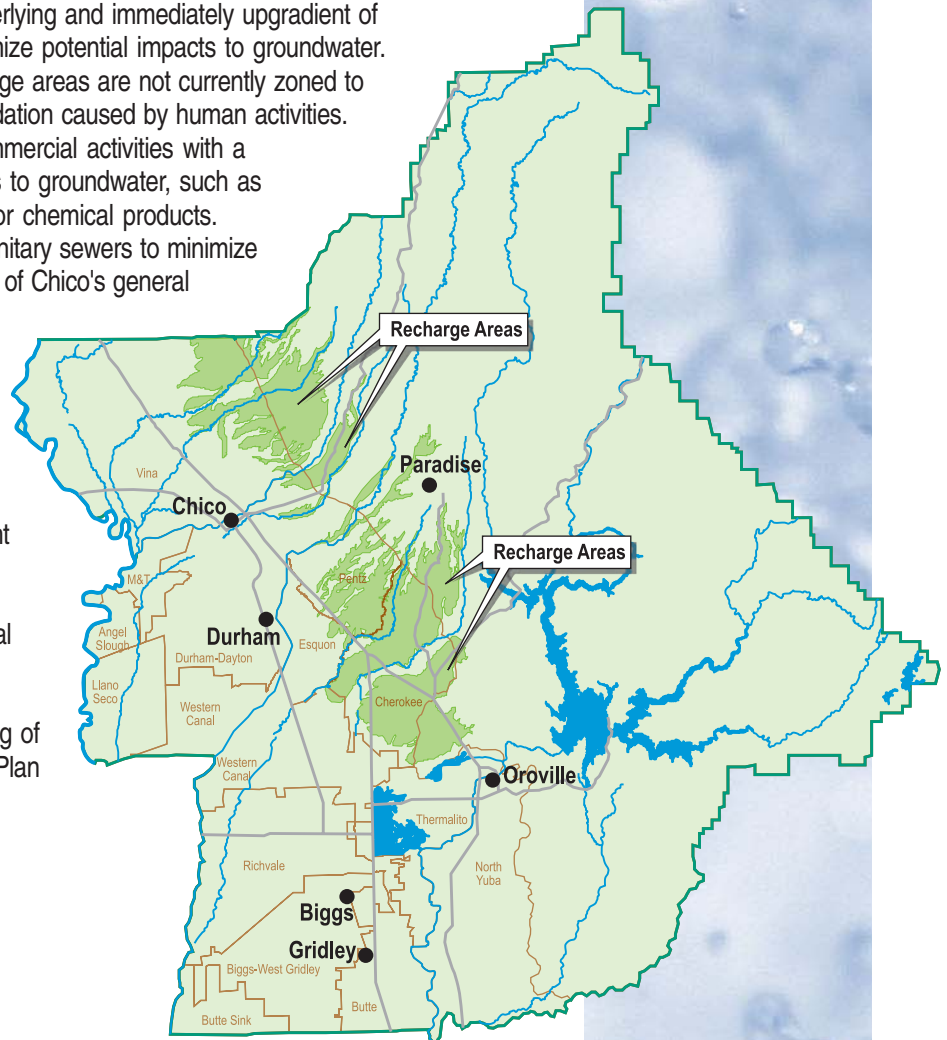 erlying and immediately upgradient of
nize potential impacts to groundwater.
ge areas are not currently zoned to
dation caused by human activities.
nmercial activities with a
s to groundwater, such as
or chemical products.
nitary sewers to minimize
of Chico's general
Recharge Areas
Vina
Paradise
Chico
nt
Recharge Areas
M&T
Pentz
al
Angel
Slough
Durham
Esquon
Durham-Dayton
Llano
Seco
Western
Canal
Cherokee
g of
Plan
Western
Canal
Oroville
Thermalito
Richvale
North
Yuba
Biggs
Gridley
Biggs-West Gridley
Butte Sink
Butte